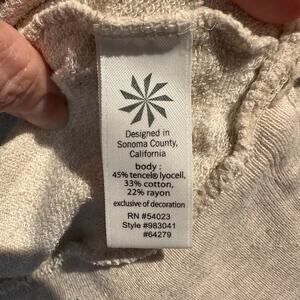 Designed in
Sonoma County,
California
body :
45% tencel® lyocell,
33% cotton,
22% rayon
exclusive of decoration
RN #54023
Style #983041
#64279